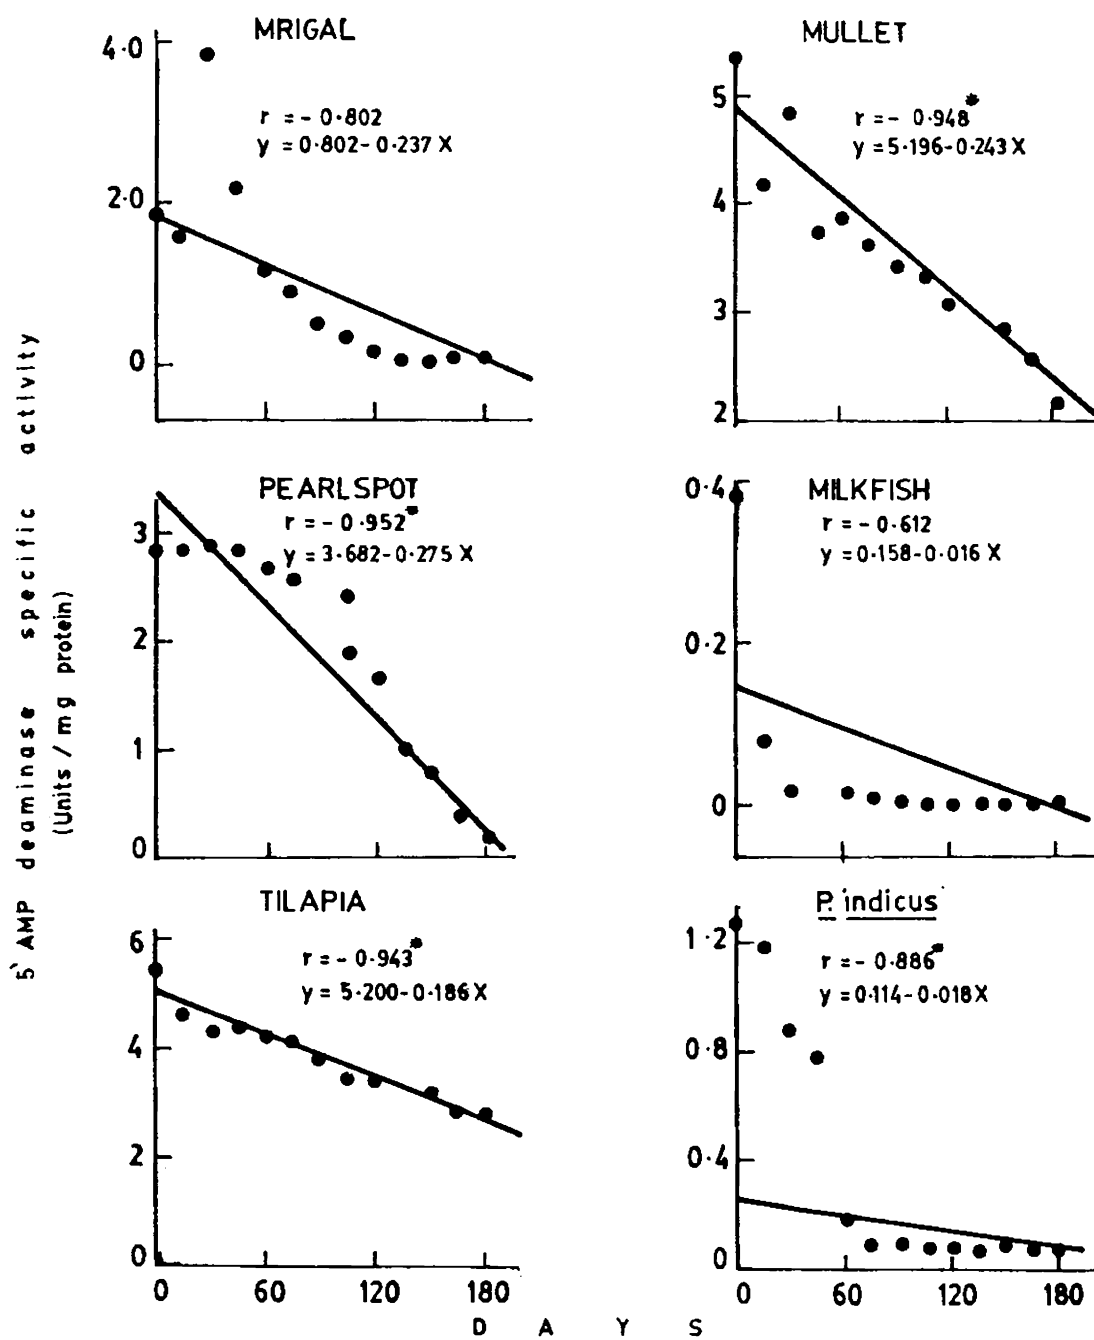 MRIGAL
4·0
2·0
0
r = - 0·802
y = 0·802- 0·237 X
MULLET
5
4
3
2
r = - 0·948*
y = 5·196-0·243 X
PEARLSPOT
3
2
1
0
r = - 0·952*
y = 3·682-0·275 X
MILKFISH
0·4
0·2
0
r = -0·612
y = 0·158-0·016 X
TILAPIA
6
4
2
0
r = - 0·943*
y = 5·200-0·186 X
0 60 120 180
P. indicus
1·2
0·8
0·4
0
r = - 0·886*
y = 0·114-0·018X
0 60 120 180
DAYS
5' AMP deaminase specific activity
(Units / mg protein)